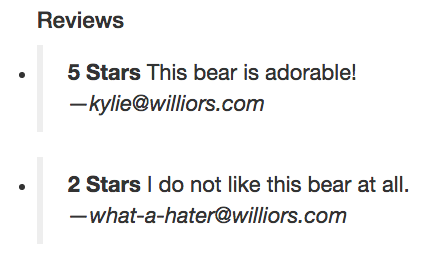 Reviews
5 Stars This bear is adorable!
—kylie@williors.com
2 Stars I do not like this bear at all.
—what-a-hater@williors.com